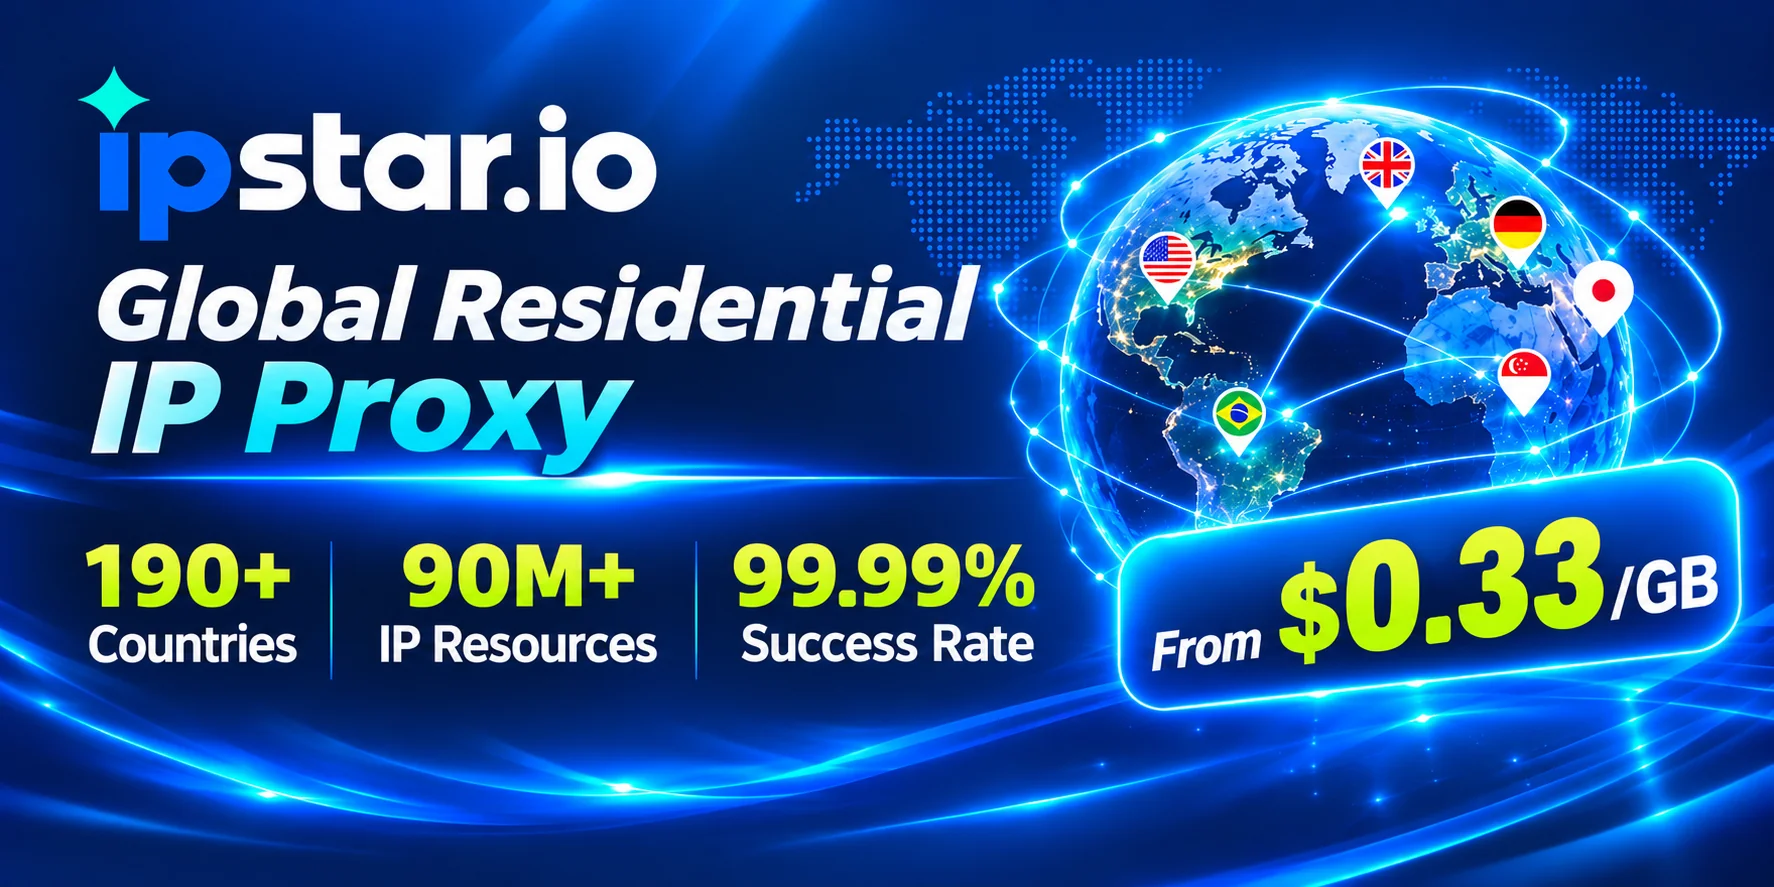 ipstar.io
Global Residential
IP Proxy
190+
Countries
90M+
IP Resources
99.99%
Success Rate
From $0.33/GB